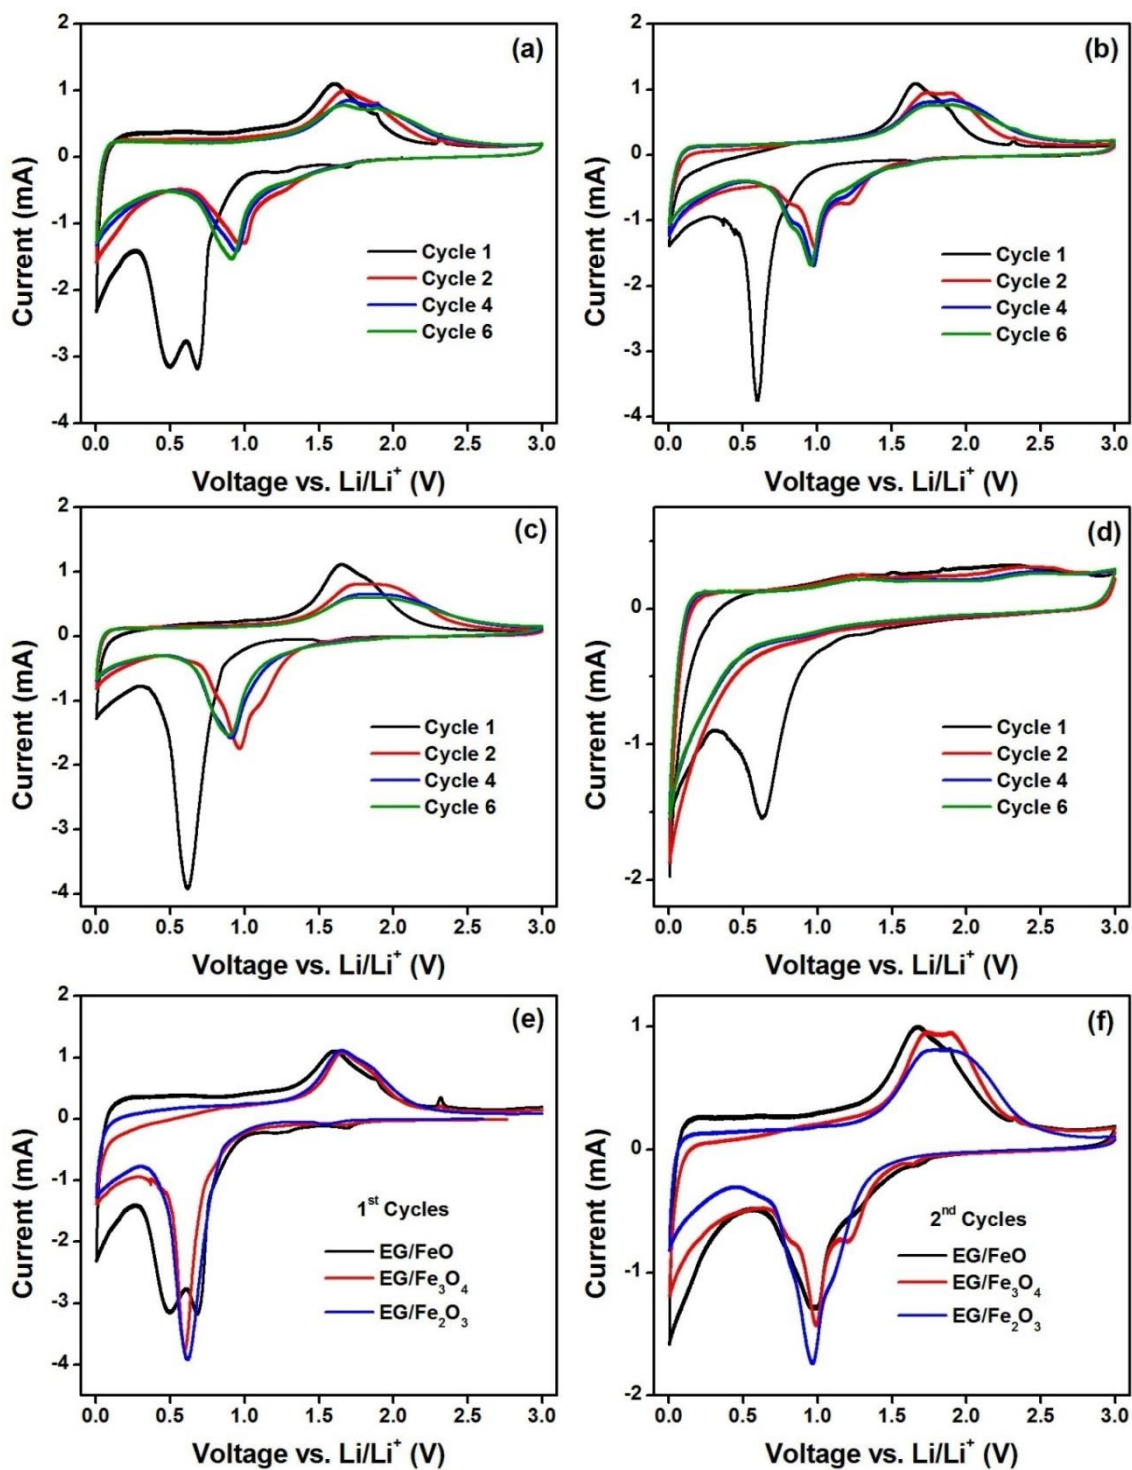 (a)
2
1
0
-1
-2
-3
-4
Current (mA)
Cycle 1
Cycle 2
Cycle 4
Cycle 6
0.0 0.5 1.0 1.5 2.0 2.5 3.0
Voltage vs. Li/Li⁺ (V)
(b)
2
1
0
-1
-2
-3
-4
Current (mA)
Cycle 1
Cycle 2
Cycle 4
Cycle 6
0.0 0.5 1.0 1.5 2.0 2.5 3.0
Voltage vs. Li/Li⁺ (V)
(c)
2
1
0
-1
-2
-3
-4
Current (mA)
Cycle 1
Cycle 2
Cycle 4
Cycle 6
0.0 0.5 1.0 1.5 2.0 2.5 3.0
Voltage vs. Li/Li⁺ (V)
(d)
0
-1
-2
Current (mA)
Cycle 1
Cycle 2
Cycle 4
Cycle 6
0.0 0.5 1.0 1.5 2.0 2.5 3.0
Voltage vs. Li/Li⁺ (V)
(e)
2
1
0
-1
-2
-3
-4
Current (mA)
1ˢᵗ Cycles
EG/FeO
EG/Fe₃O₄
EG/Fe₂O₃
0.0 0.5 1.0 1.5 2.0 2.5 3.0
Voltage vs. Li/Li⁺ (V)
(f)
1
0
-1
-2
Current (mA)
2ⁿᵈ Cycles
EG/FeO
EG/Fe₃O₄
EG/Fe₂O₃
0.0 0.5 1.0 1.5 2.0 2.5 3.0
Voltage vs. Li/Li⁺ (V)